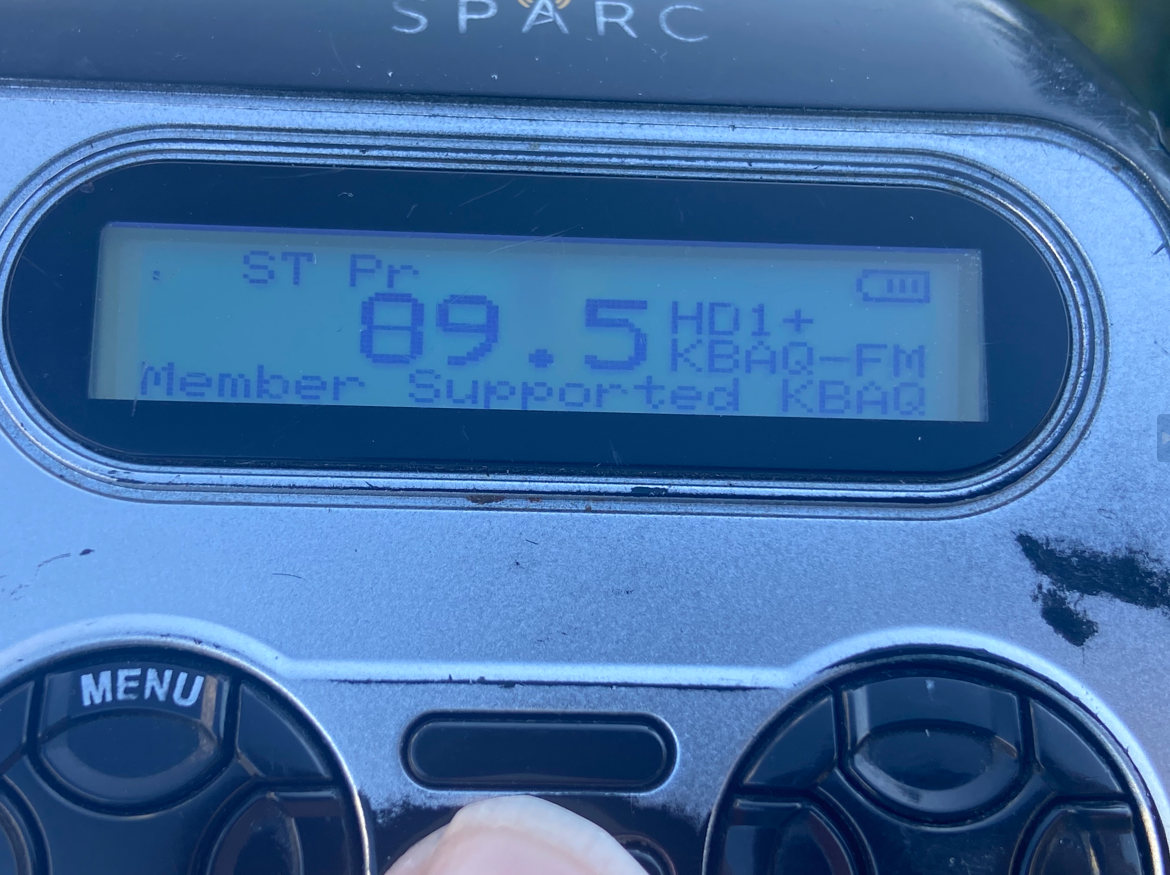 SPARC
ST Pr
89.5 HD1+
KBAQ-FM
Member Supported KBAQ
MENU